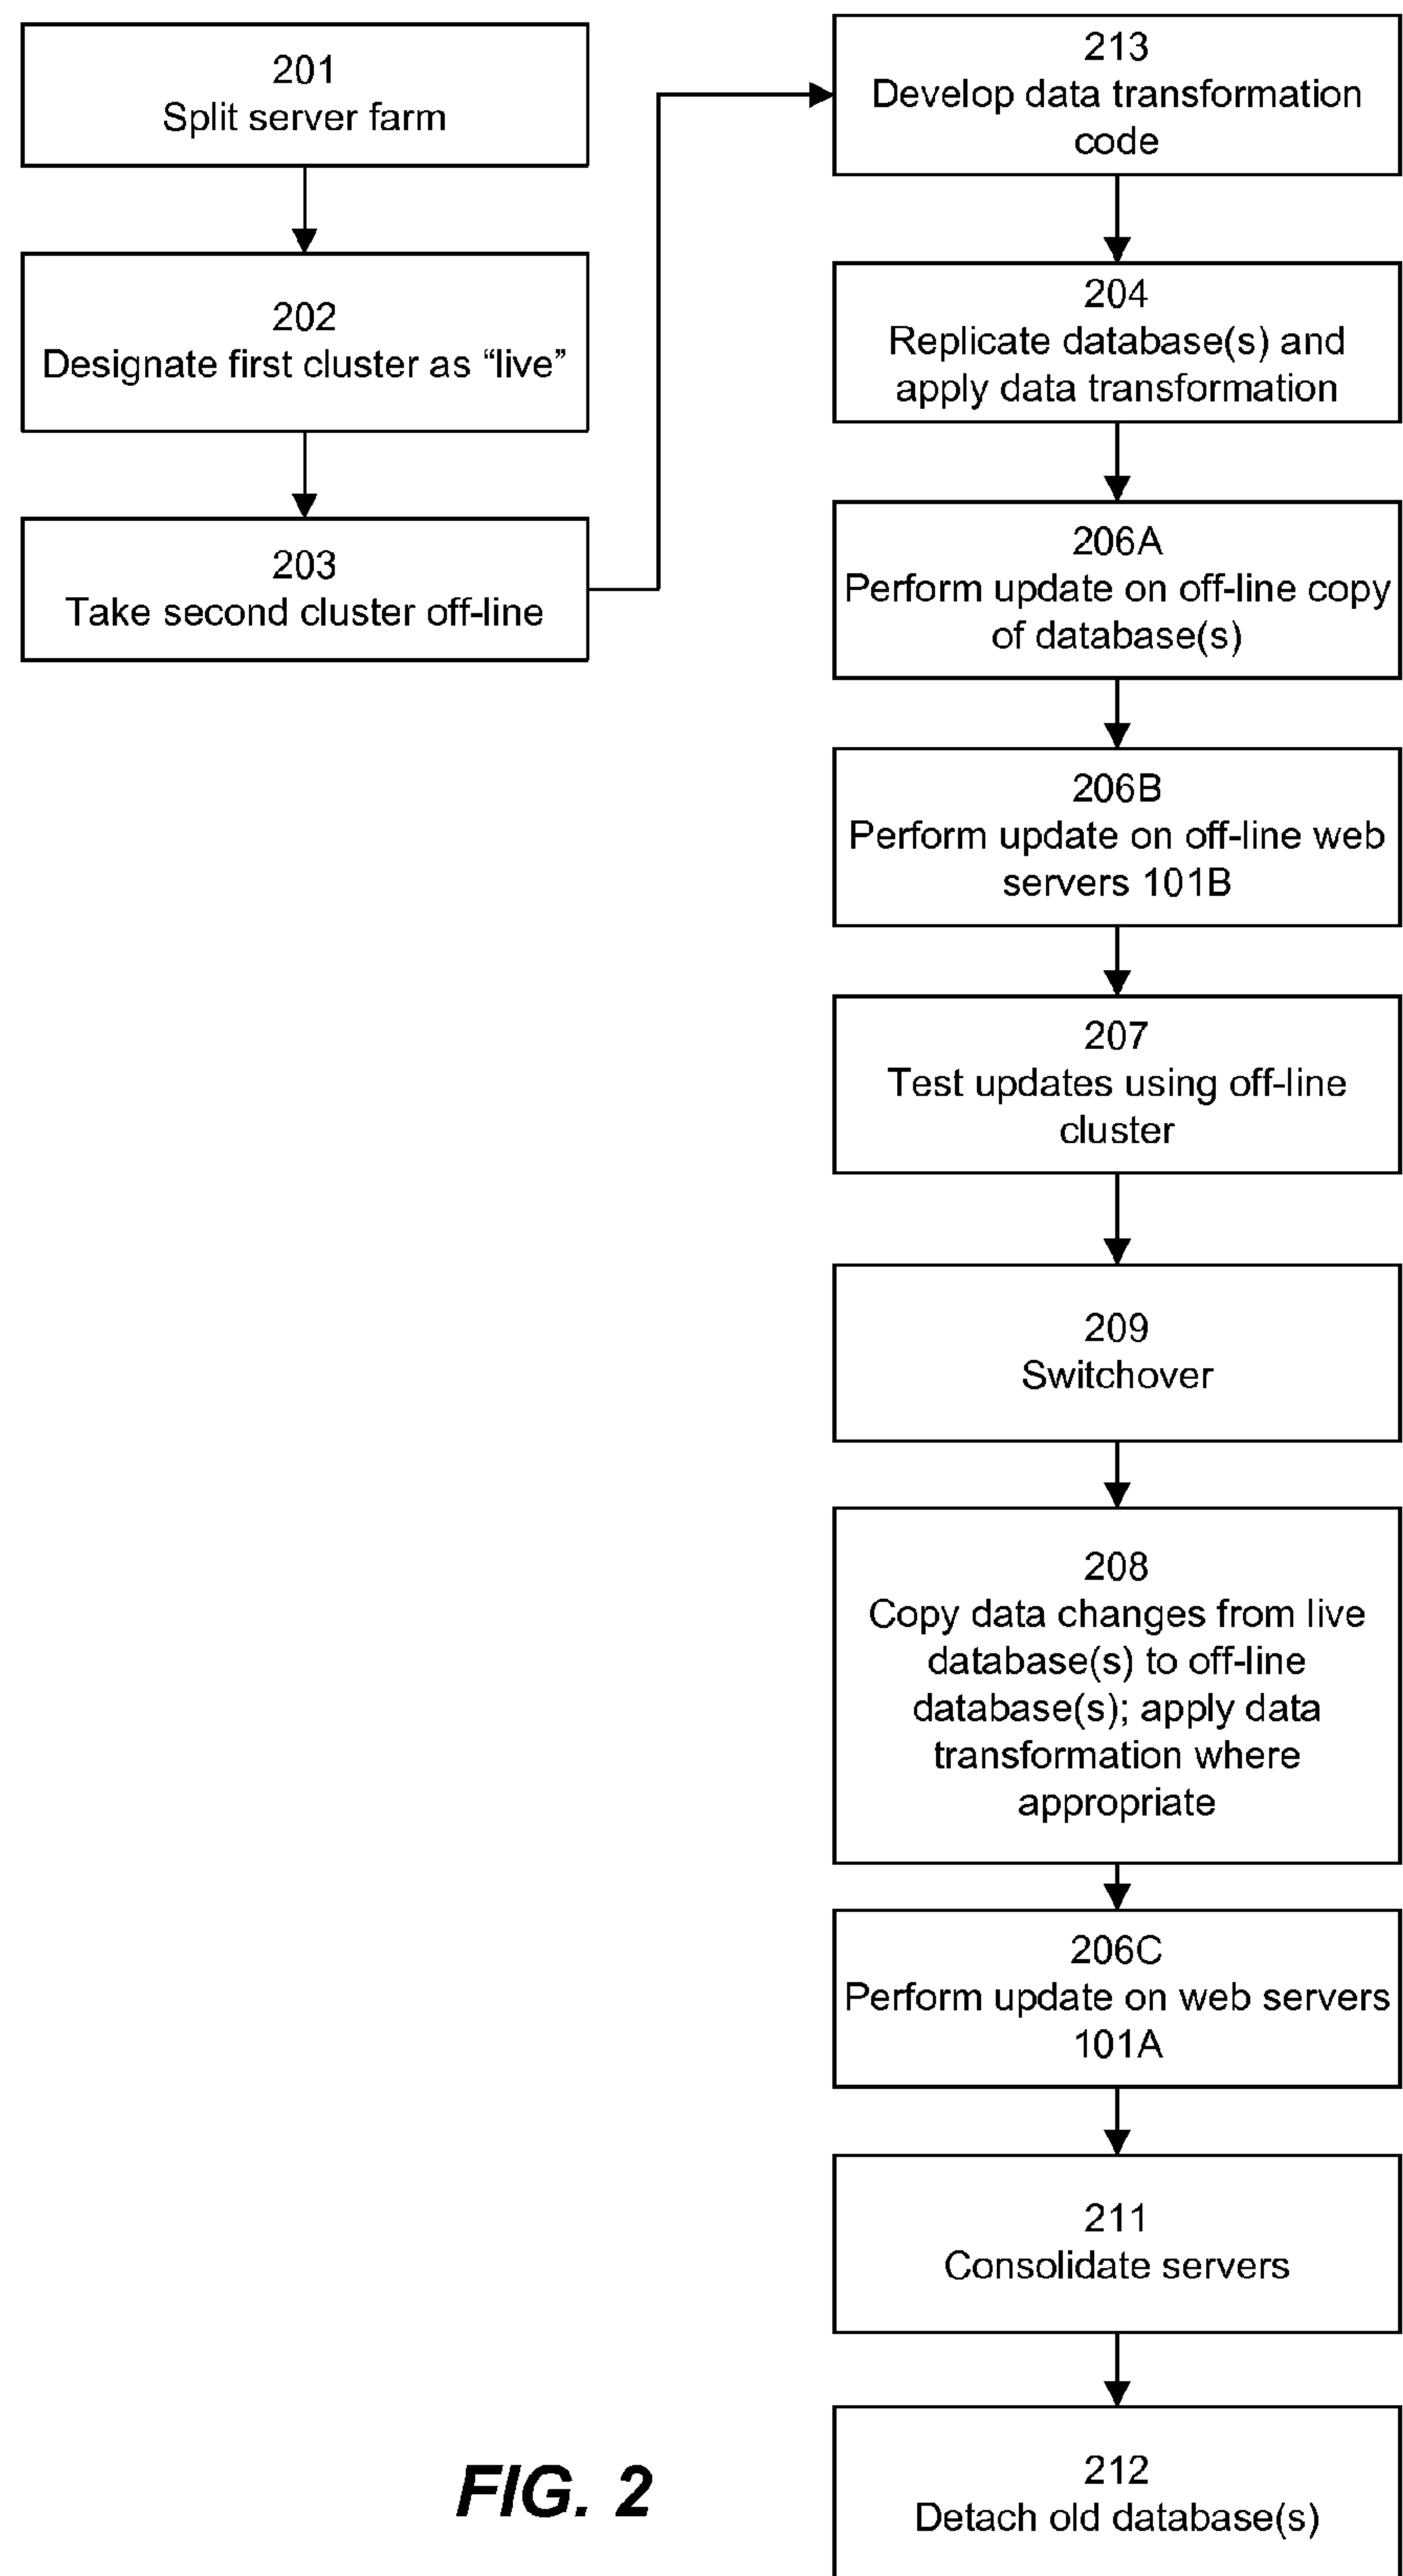 201
Split server farm
202
Designate first cluster as “live”
203
Take second cluster off-line
213
Develop data transformation
code
204
Replicate database(s) and
apply data transformation
206A
Perform update on off-line copy
of database(s)
206B
Perform update on off-line web
servers 101B
207
Test updates using off-line
cluster
209
Switchover
208
Copy data changes from live
database(s) to off-line
database(s); apply data
transformation where
appropriate
206C
Perform update on web servers
101A
211
Consolidate servers
212
Detach old database(s)
FIG. 2